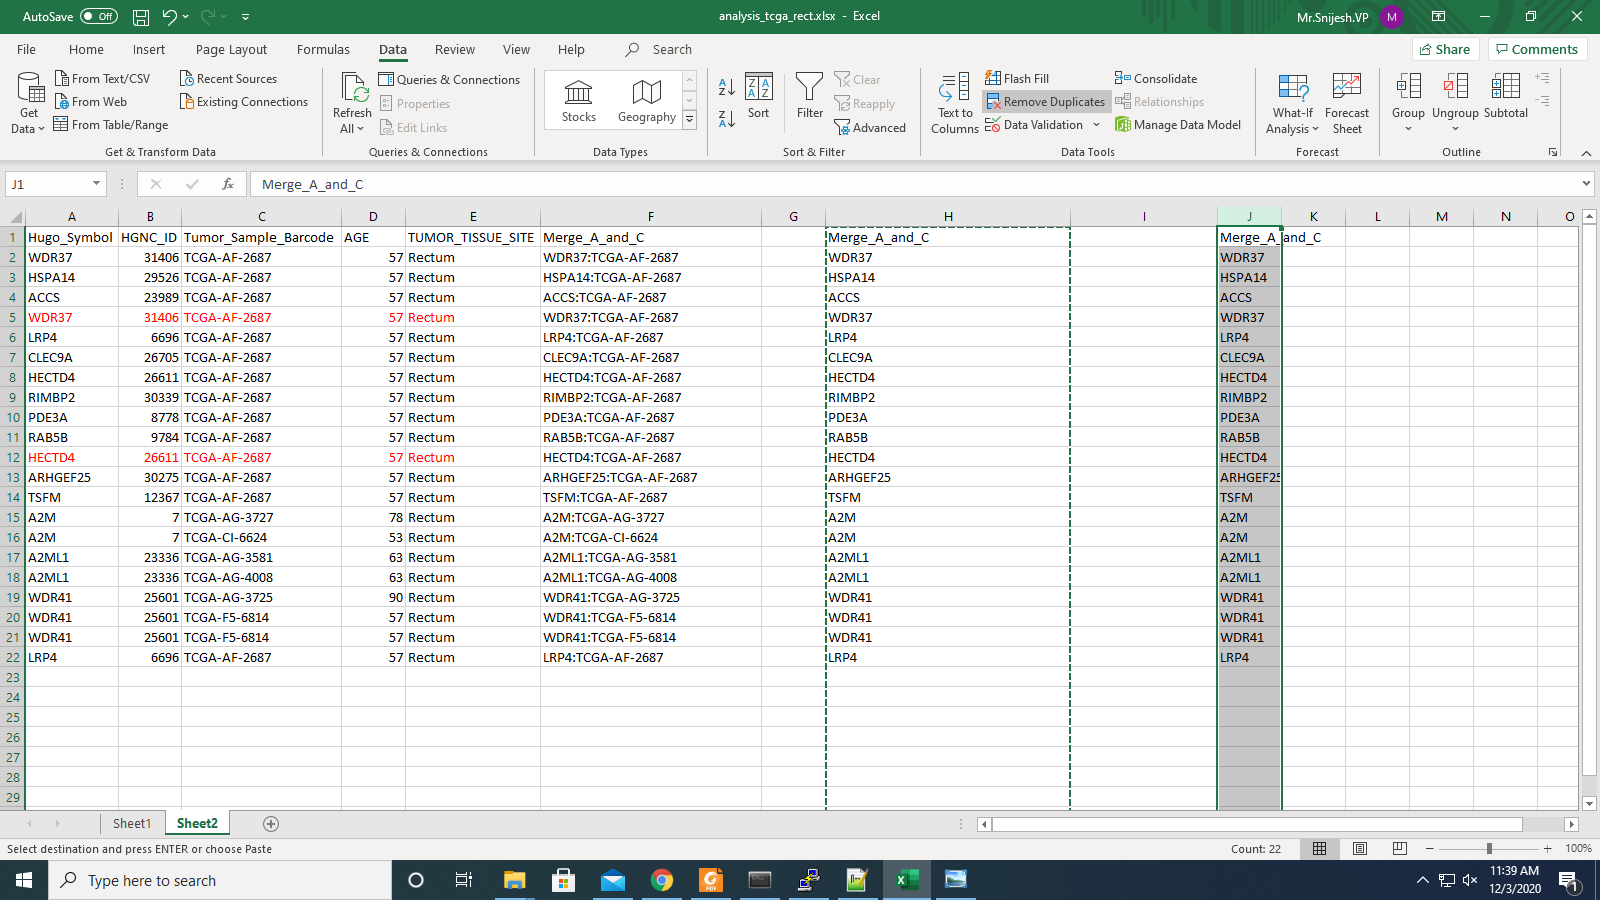 AutoSave Off
analysis_tcga_rect.xlsx - Excel
Mr.Snijesh.VP M
File Home Insert Page Layout Formulas Data Review View Help Search
Share Comments
Get Data
From Text/CSV
From Web
From Table/Range
Recent Sources
Existing Connections
Get & Transform Data
Refresh All
Queries & Connections
Properties
Edit Links
Queries & Connections
Stocks Geography
Data Types
Sort
Filter
Clear
Reapply
Advanced
Sort & Filter
Text to Columns
Flash Fill
Remove Duplicates
Data Validation
Consolidate
Relationships
Manage Data Model
Data Tools
What-If Analysis
Forecast Sheet
Forecast
Group Ungroup Subtotal
Outline
J1 fx Merge_A_and_C
A B C D E F G H I J K L M N O
1 Hugo_Symbol HGNC_ID Tumor_Sample_Barcode AGE TUMOR_TISSUE_SITE Merge_A_and_C Merge_A_and_C Merge_A_and_C
2 WDR37 31406 TCGA-AF-2687 57 Rectum WDR37:TCGA-AF-2687 WDR37 WDR37
3 HSPA14 29526 TCGA-AF-2687 57 Rectum HSPA14:TCGA-AF-2687 HSPA14 HSPA14
4 ACCS 23989 TCGA-AF-2687 57 Rectum ACCS:TCGA-AF-2687 ACCS ACCS
5 WDR37 31406 TCGA-AF-2687 57 Rectum WDR37:TCGA-AF-2687 WDR37 WDR37
6 LRP4 6696 TCGA-AF-2687 57 Rectum LRP4:TCGA-AF-2687 LRP4 LRP4
7 CLEC9A 26705 TCGA-AF-2687 57 Rectum CLEC9A:TCGA-AF-2687 CLEC9A CLEC9A
8 HECTD4 26611 TCGA-AF-2687 57 Rectum HECTD4:TCGA-AF-2687 HECTD4 HECTD4
9 RIMBP2 30339 TCGA-AF-2687 57 Rectum RIMBP2:TCGA-AF-2687 RIMBP2 RIMBP2
10 PDE3A 8778 TCGA-AF-2687 57 Rectum PDE3A:TCGA-AF-2687 PDE3A PDE3A
11 RAB5B 9784 TCGA-AF-2687 57 Rectum RAB5B:TCGA-AF-2687 RAB5B RAB5B
12 HECTD4 26611 TCGA-AF-2687 57 Rectum HECTD4:TCGA-AF-2687 HECTD4 HECTD4
13 ARHGEF25 30275 TCGA-AF-2687 57 Rectum ARHGEF25:TCGA-AF-2687 ARHGEF25 ARHGEF25
14 TSFM 12367 TCGA-AF-2687 57 Rectum TSFM:TCGA-AF-2687 TSFM TSFM
15 A2M 7 TCGA-AG-3727 78 Rectum A2M:TCGA-AG-3727 A2M A2M
16 A2M 7 TCGA-CI-6624 53 Rectum A2M:TCGA-CI-6624 A2M A2M
17 A2ML1 23336 TCGA-AG-3581 63 Rectum A2ML1:TCGA-AG-3581 A2ML1 A2ML1
18 A2ML1 23336 TCGA-AG-4008 63 Rectum A2ML1:TCGA-AG-4008 A2ML1 A2ML1
19 WDR41 25601 TCGA-AG-3725 90 Rectum WDR41:TCGA-AG-3725 WDR41 WDR41
20 WDR41 25601 TCGA-F5-6814 57 Rectum WDR41:TCGA-F5-6814 WDR41 WDR41
21 WDR41 25601 TCGA-F5-6814 57 Rectum WDR41:TCGA-F5-6814 WDR41 WDR41
22 LRP4 6696 TCGA-AF-2687 57 Rectum LRP4:TCGA-AF-2687 LRP4 LRP4
23
24
25
26
27
28
29
Sheet1 Sheet2
Select destination and press ENTER or choose Paste Count: 22 100%
Type here to search
11:39 AM
12/3/2020
1